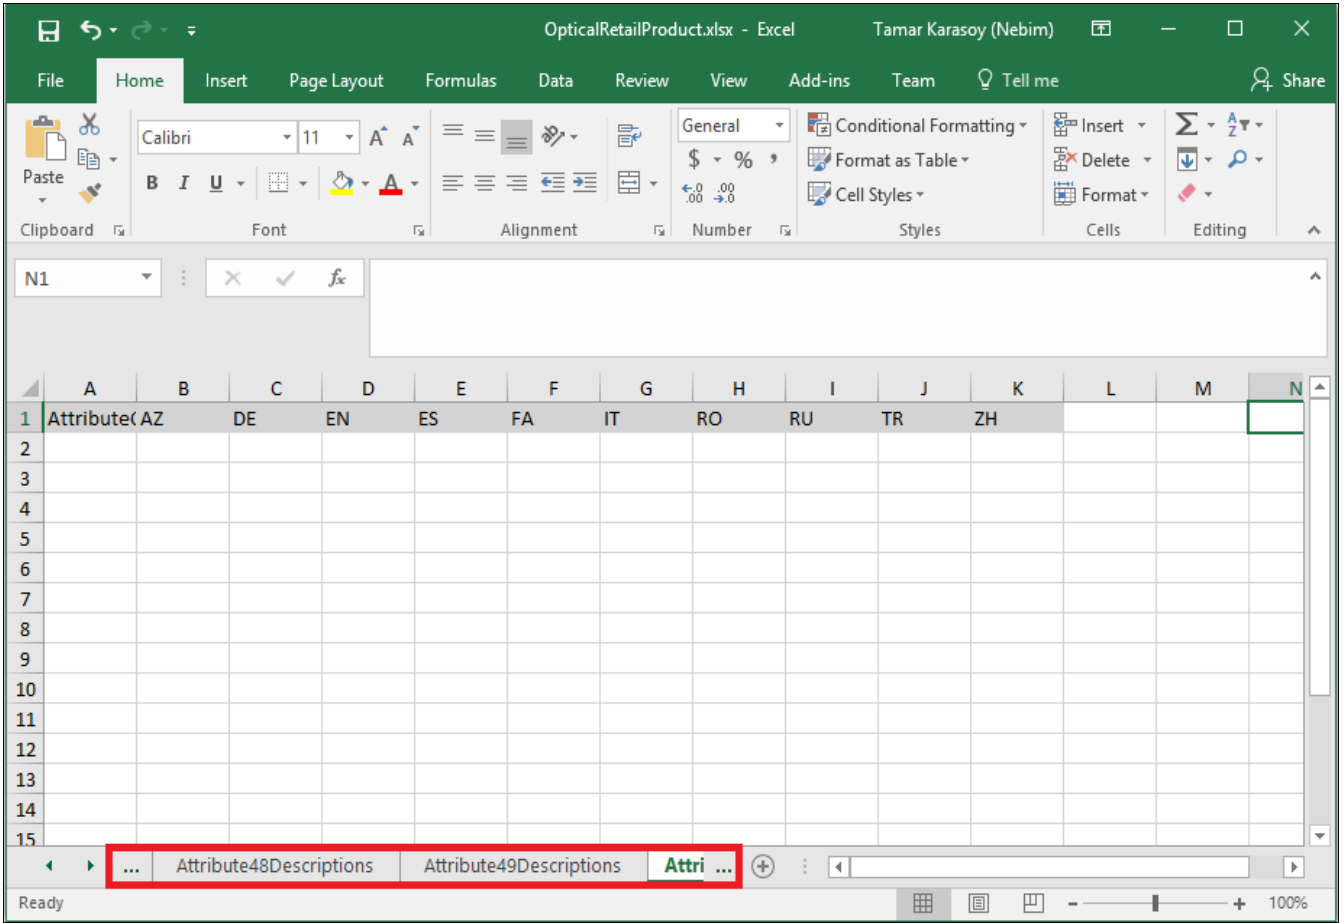 OpticalRetailProduct.xlsx - Excel Tamar Karasoy (Nebim)
File Home Insert Page Layout Formulas Data Review View Add-ins Team Tell me Share
Calibri 11 General Conditional Formatting Insert
Paste $ % , Format as Table Delete
B I U A Cell Styles Format
Clipboard Font Alignment Number Styles Cells Editing
N1 fx
A B C D E F G H I J K L M N
1 Attribute( AZ DE EN ES FA IT RO RU TR ZH
2
3
4
5
6
7
8
9
10
11
12
13
14
15
... Attribute48Descriptions Attribute49Descriptions Attri ...
Ready 100%